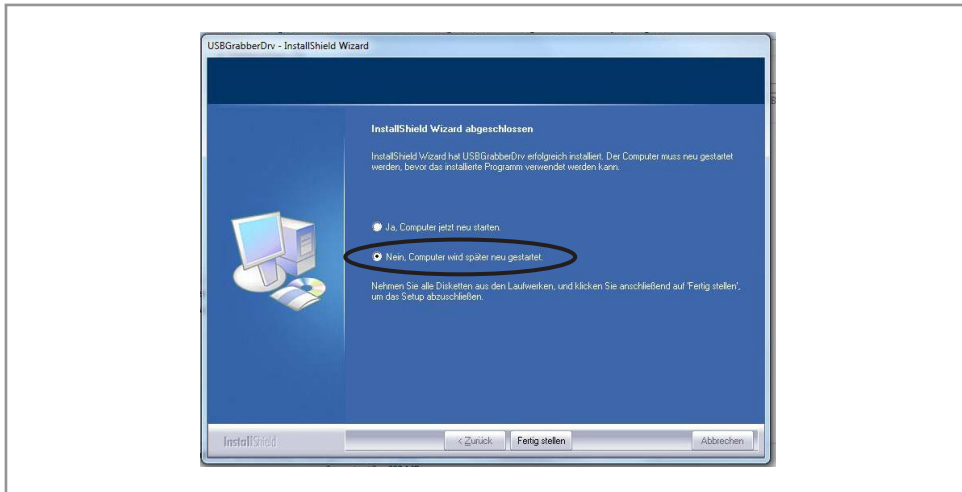 USBGrabberDrv - InstallShield Wizard
InstallShield Wizard abgeschlossen
InstallShield Wizard hat USBGrabberDrv erfolgreich installiert. Der Computer muss neu gestartet
werden, bevor das installierte Programm verwendet werden kann.
Ja, Computer jetzt neu starten.
Nein, Computer wird später neu gestartet.
Nehmen Sie alle Disketten aus den Laufwerken, und klicken Sie anschließend auf 'Fertig stellen',
um das Setup abzuschließen.
InstallShield
< Zurück Fertig stellen Abbrechen